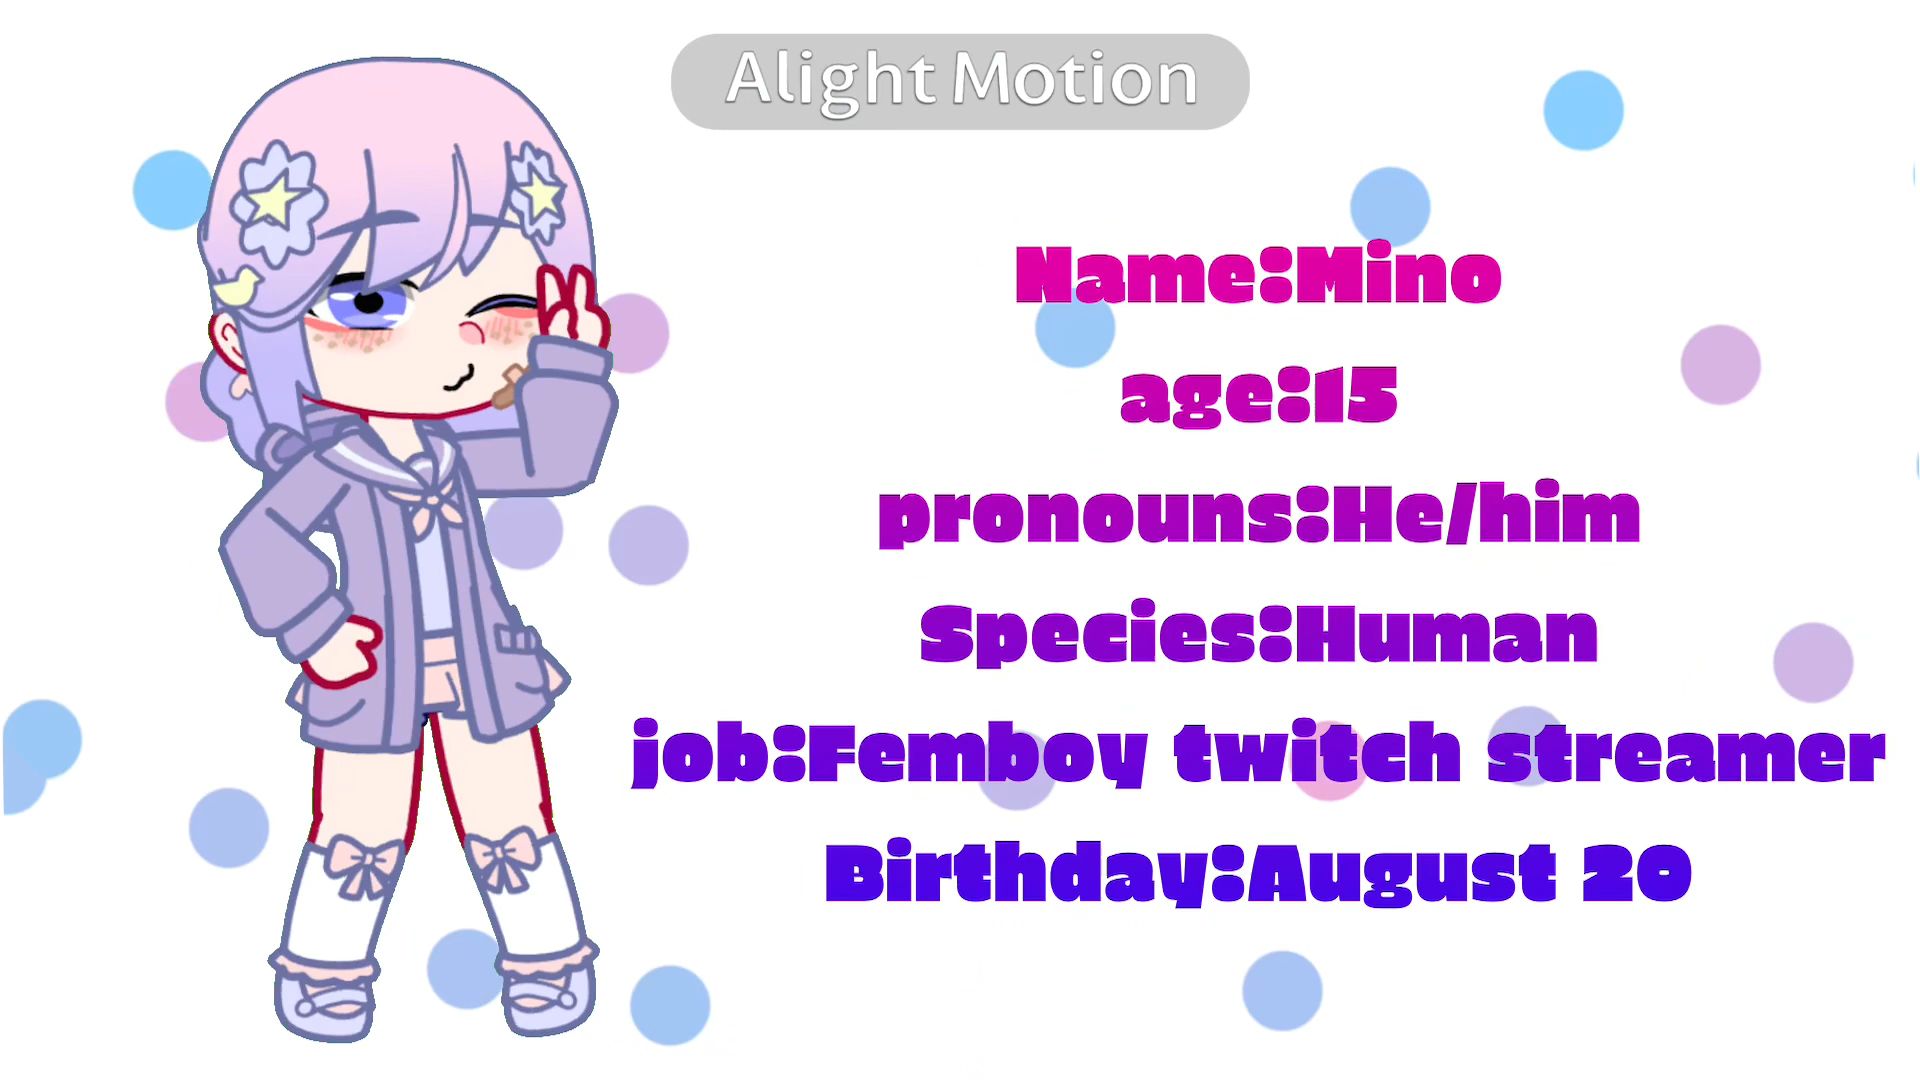 Alight Motion
Name:Mino
age:15
pronouns:He/him
Species:Human
job:Femboy twitch streamer
Birthday:August 20